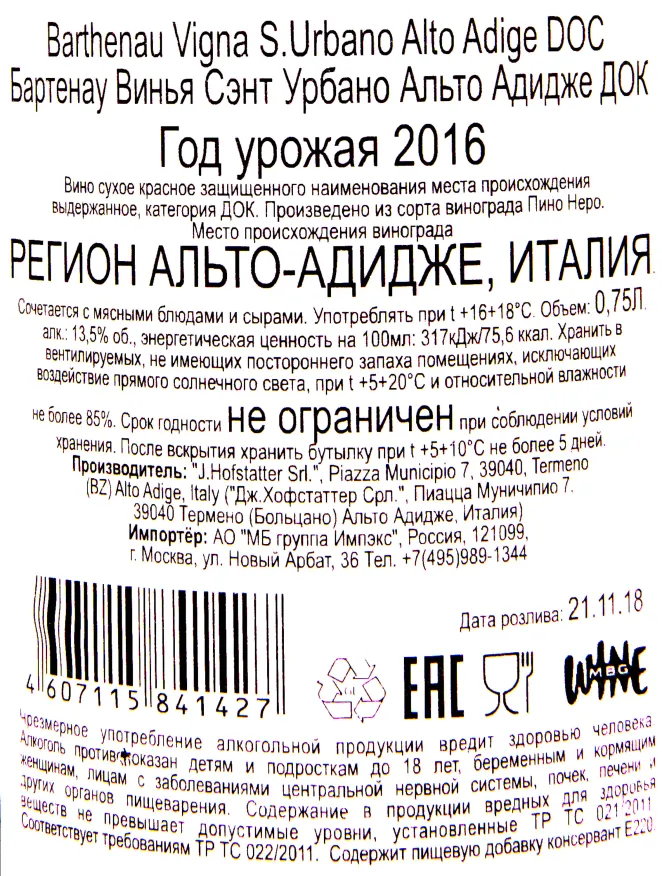 Barthenau Vigna S.Urbano Alto Adige DOC
Бартенау Винья Сэнт Урбано Альто Адидже ДОК
Год урожая 2016
Вино сухое красное защищенного наименования места происхождения
выдержанное, категория ДОК. Произведено из сорта винограда Пино Неро.
Место происхождения винограда
РЕГИОН АЛЬТО-АДИДЖЕ, ИТАЛИЯ.
Сочетается с мясными блюдами и сырами. Употреблять при t +16+18°C. Объем: 0,75Л.
алк.: 13,5% об., энергетическая ценность на 100мл: 317кДж/75,6 ккал. Хранить в
вентилируемых, не имеющих постороннего запаха помещениях, исключающих
воздействие прямого солнечного света, при t +5+20°C и относительной влажности
не более 85%. Срок годности не ограничен при соблюдении условий
хранения. После вскрытия хранить бутылку при t +5+10°C не более 5 дней.
Производитель: "J.Hofstatter Srl.", Piazza Municipio 7, 39040, Termeno
(BZ) Alto Adige, Italy ("Дж.Хофстаттер Срл.", Пиацца Муничипио 7,
39040 Термено (Больцано) Альто Адидже, Италия)
Импортёр: АО "МБ группа Импэкс", Россия, 121099,
г. Москва, ул. Новый Арбат, 36 Тел. +7(495)989-1344
Дата розлива: 21.11.18
EAC
WINE
MBG
4 607115 841427
Чрезмерное употребление алкогольной продукции вредит здоровью человека.
Алкоголь противопоказан детям и подросткам до 18 лет, беременным и кормящим
женщинам, лицам с заболеваниями центральной нервной системы, почек, печени и
других органов пищеварения. Содержание в продукции вредных для здоровья
веществ не превышает допустимые уровни, установленные ТР ТС 021/2011.
Соответствует требованиям ТР ТС 022/2011. Содержит пищевую добавку консервант Е220.